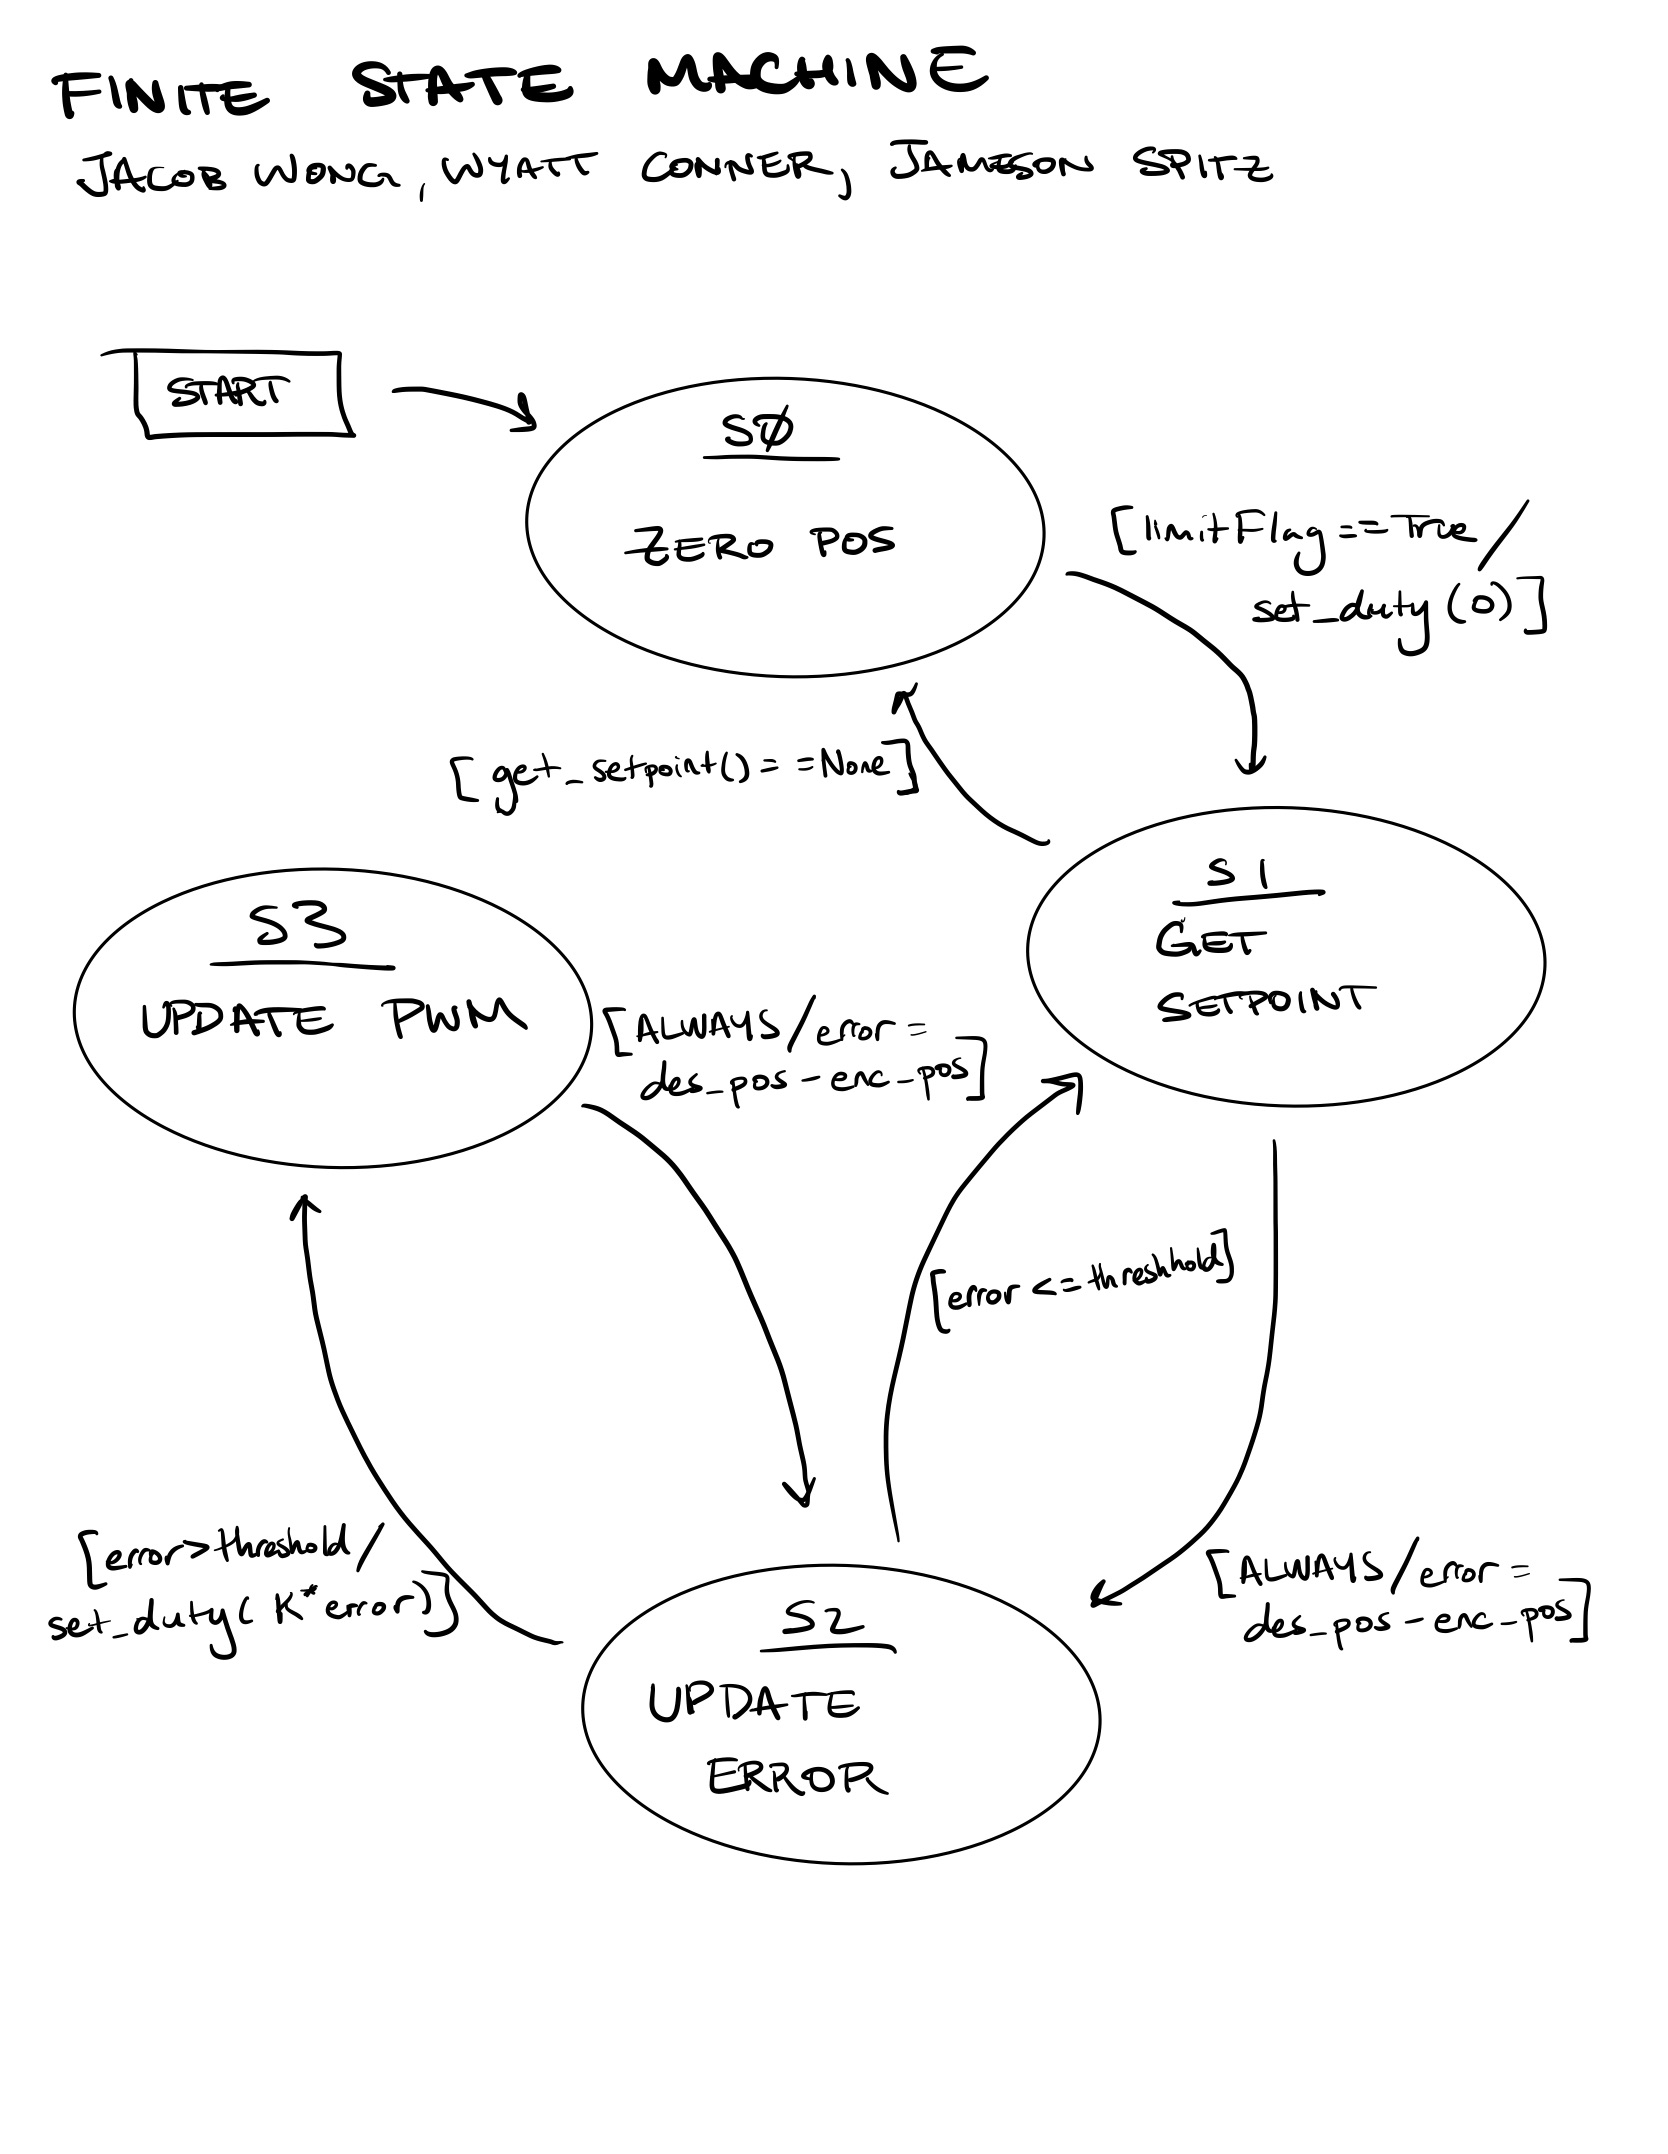 FINITE STATE MACHINE
JACOB WONG, WYATT CONNER, JAMESON SPITZ
START
SØ
ZERO POS
[limitFlag==True/
set_duty(0)]
[get_setpoint()==None]
S1
GET
SETPOINT
S3
UPDATE PWM
[ALWAYS/error=
des_pos-enc_pos]
[error<=threshhold]
[error>threshold/
set_duty(K*error)]
[ALWAYS/error=
des_pos-enc_pos]
S2
UPDATE
ERROR